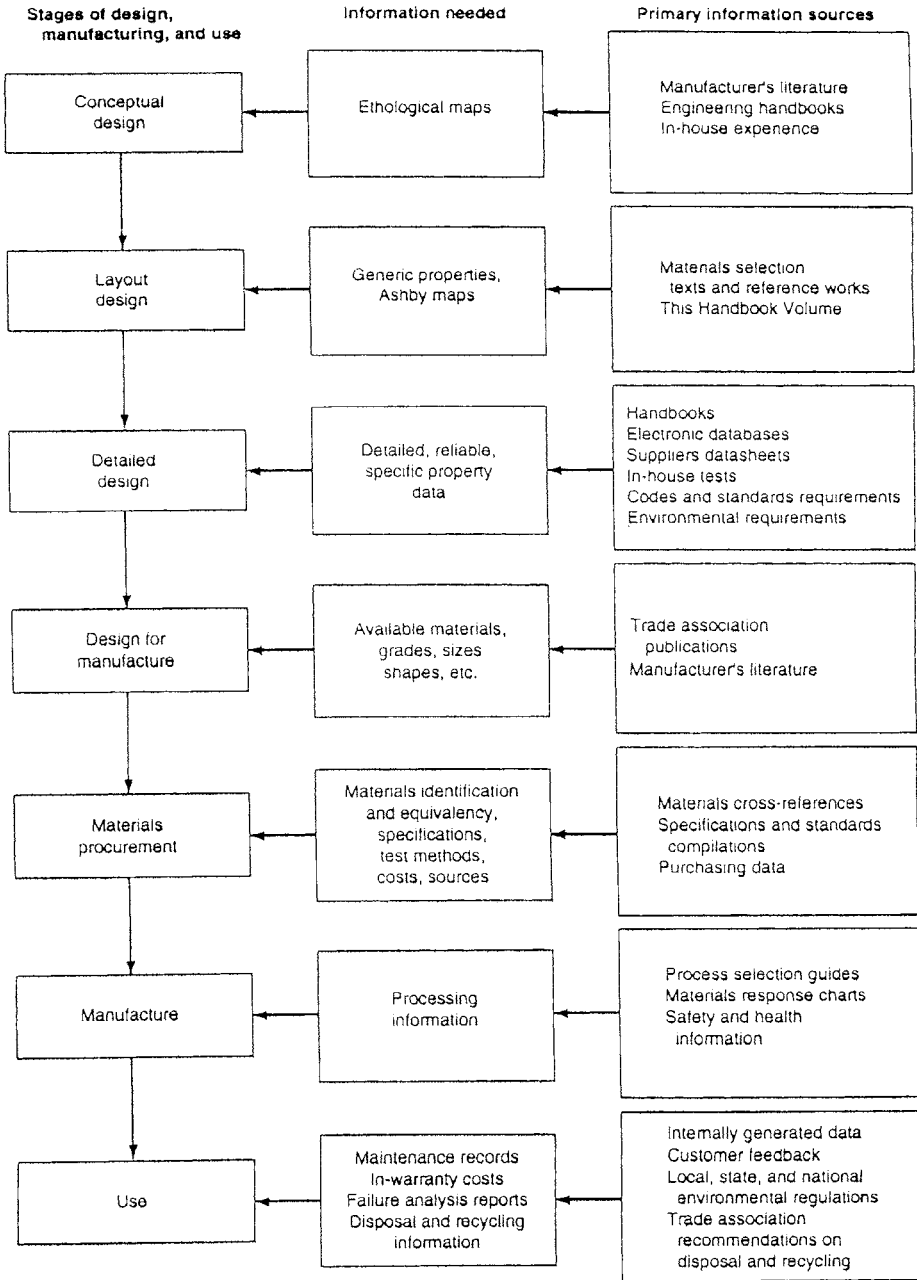 Stages of design,
manufacturing, and use
Information needed
Primary information sources
Conceptual
design
Ethological maps
Manufacturer's literature
Engineering handbooks
In-house experience
Layout
design
Generic properties,
Ashby maps
Materials selection
texts and reference works
This Handbook Volume
Detailed
design
Detailed, reliable,
specific property
data
Handbooks
Electronic databases
Suppliers datasheets
In-house tests
Codes and standards requirements
Environmental requirements
Design for
manufacture
Available materials,
grades, sizes
shapes, etc.
Trade association
publications
Manufacturer's literature
Materials
procurement
Materials identification
and equivalency,
specifications,
test methods,
costs, sources
Materials cross-references
Specifications and standards
compilations
Purchasing data
Manufacture
Processing
information
Process selection guides
Materials response charts
Safety and health
information
Use
Maintenance records
In-warranty costs
Failure analysis reports
Disposal and recycling
information
Internally generated data
Customer feedback
Local, state, and national
environmental regulations
Trade association
recommendations on
disposal and recycling